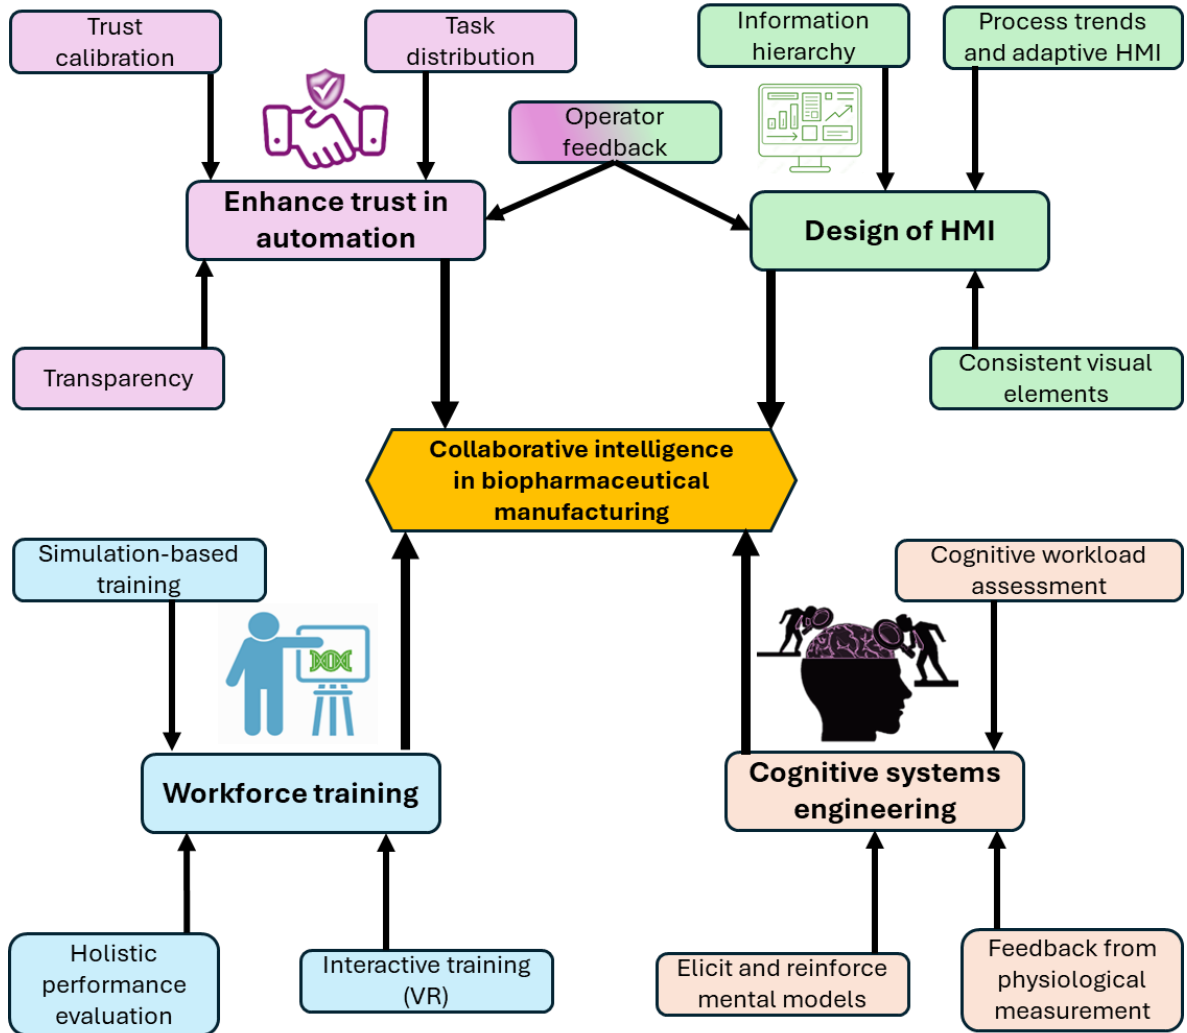 Trust
calibration
Task
distribution
Information
hierarchy
Process trends
and adaptive HMI
Operator
feedback
Enhance trust in
automation
Design of HMI
Transparency
Consistent visual
elements
Collaborative intelligence
in biopharmaceutical
manufacturing
Simulation-based
training
Cognitive workload
assessment
Workforce training
Cognitive systems
engineering
Holistic
performance
evaluation
Interactive training
(VR)
Elicit and reinforce
mental models
Feedback from
physiological
measurement